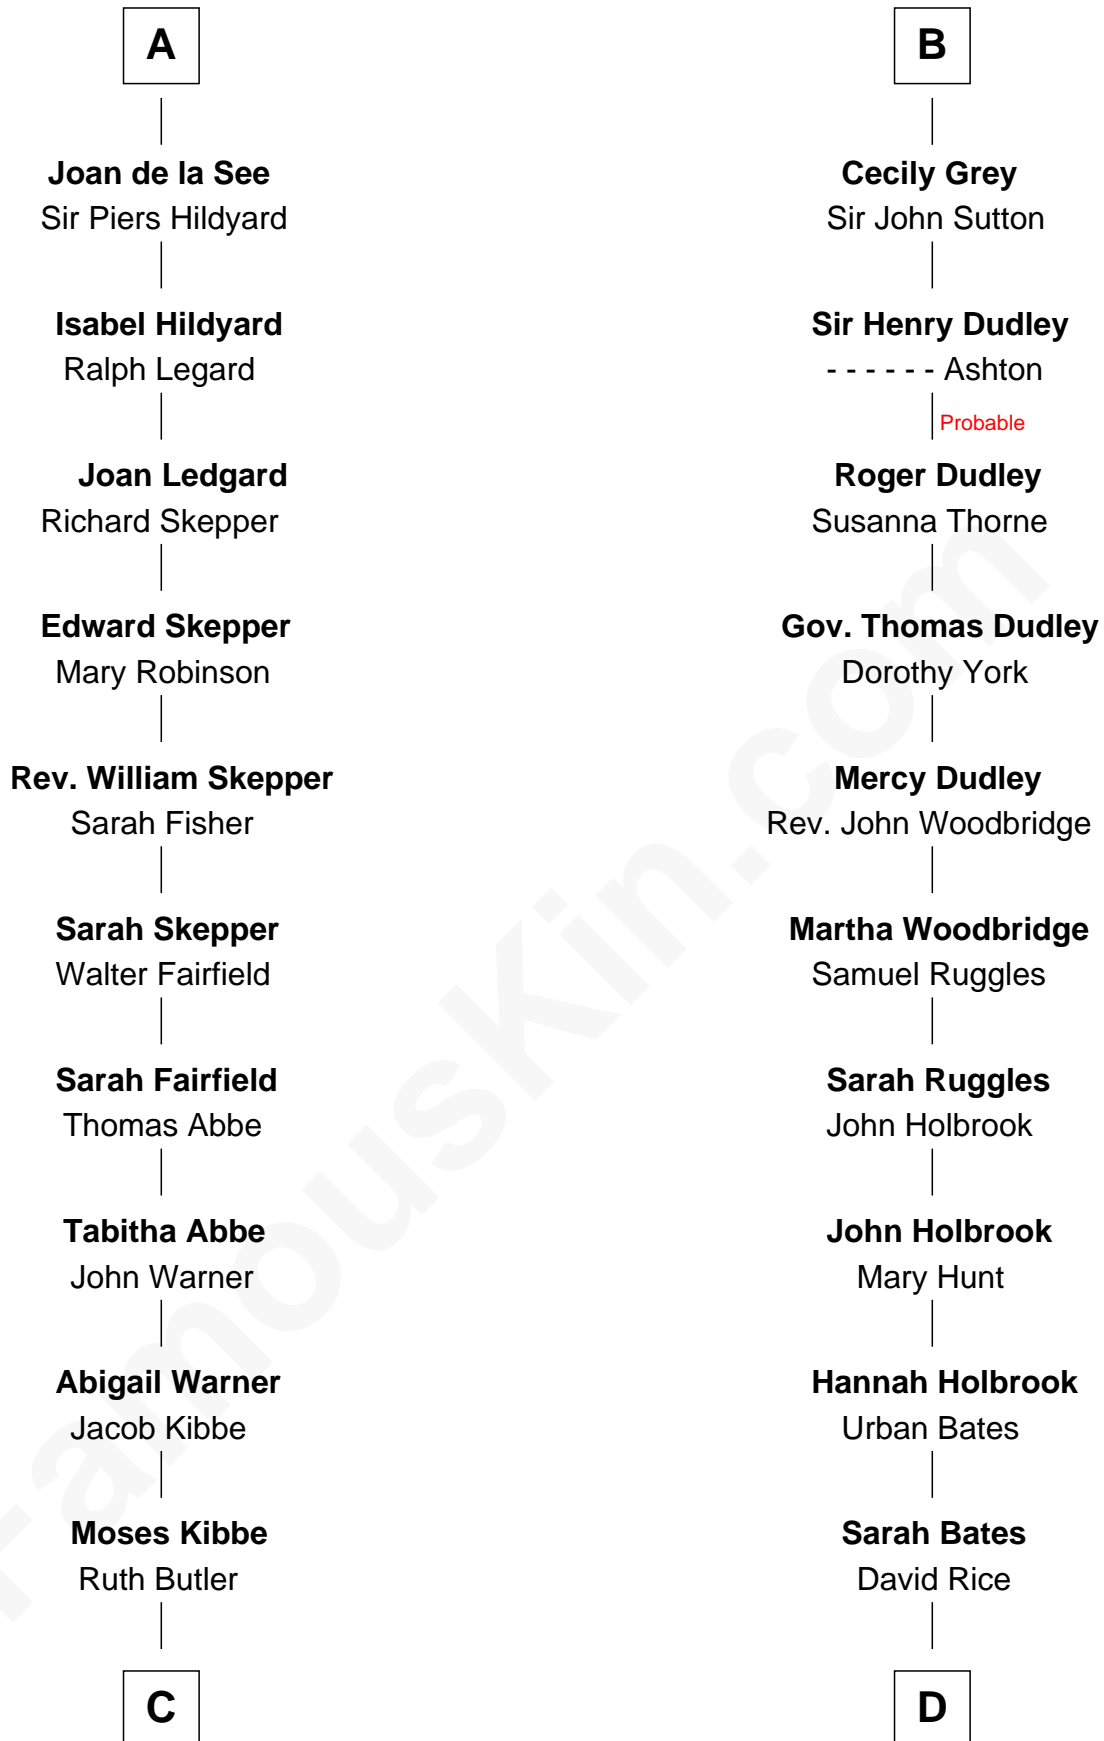 A
Joan de la See
Sir Piers Hildyard
Isabel Hildyard
Ralph Legard
Joan Ledgard
Richard Skepper
Edward Skepper
Mary Robinson
Rev. William Skepper
Sarah Fisher
Sarah Skepper
Walter Fairfield
Sarah Fairfield
Thomas Abbe
Tabitha Abbe
John Warner
Abigail Warner
Jacob Kibbe
Moses Kibbe
Ruth Butler
C
B
Cecily Grey
Sir John Sutton
Sir Henry Dudley
- - - - - - Ashton
Probable
Roger Dudley
Susanna Thorne
Gov. Thomas Dudley
Dorothy York
Mercy Dudley
Rev. John Woodbridge
Martha Woodbridge
Samuel Ruggles
Sarah Ruggles
John Holbrook
John Holbrook
Mary Hunt
Hannah Holbrook
Urban Bates
Sarah Bates
David Rice
D
FamousKin.com